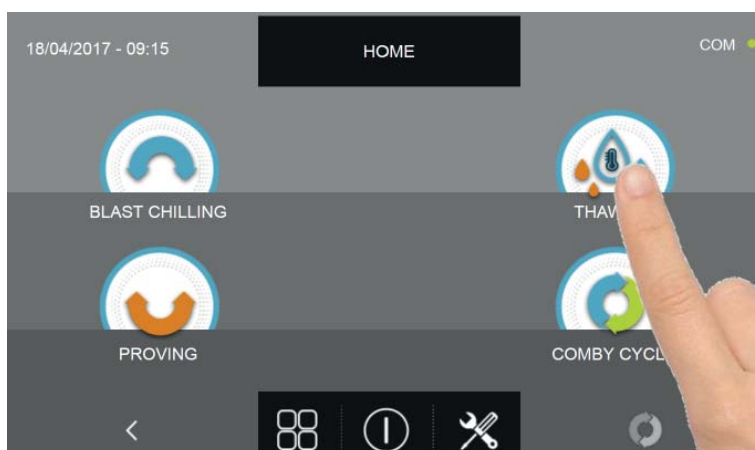 18/04/2017 - 09:15
HOME
COM
BLAST CHILLING
PROVING